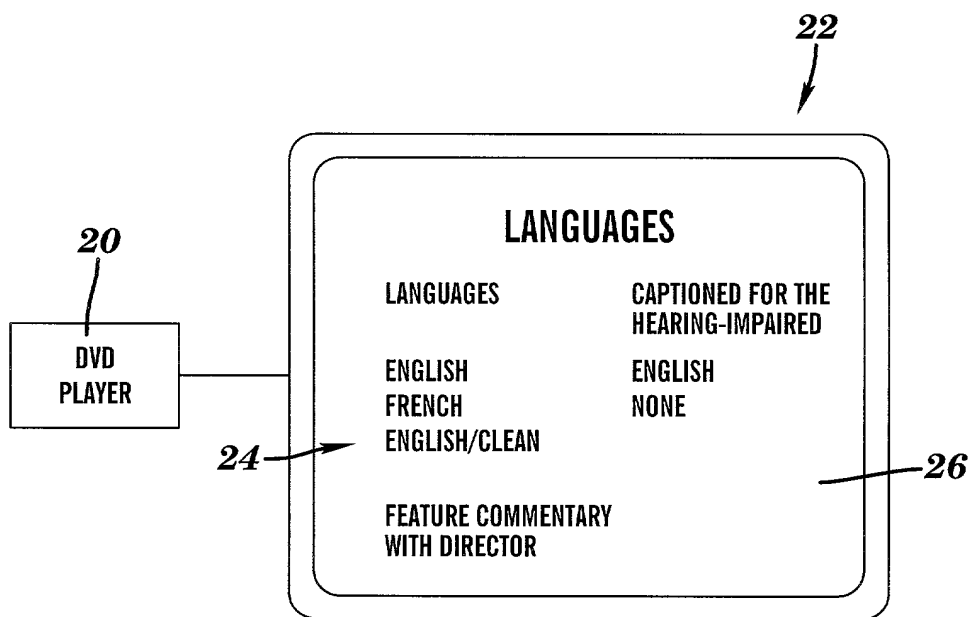 22
LANGUAGES
20
LANGUAGES
CAPTIONED FOR THE
HEARING-IMPAIRED
DVD
PLAYER
ENGLISH
ENGLISH
FRENCH
NONE
24
ENGLISH/CLEAN
26
FEATURE COMMENTARY
WITH DIRECTOR